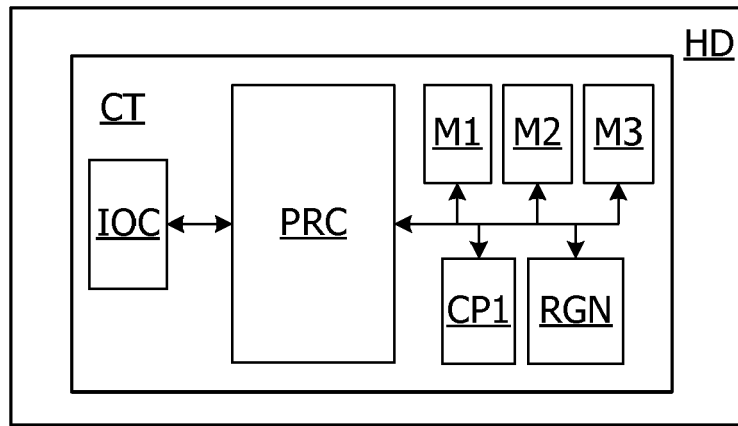 HD
CT
M1 M2 M3
IOC PRC
CP1 RGN